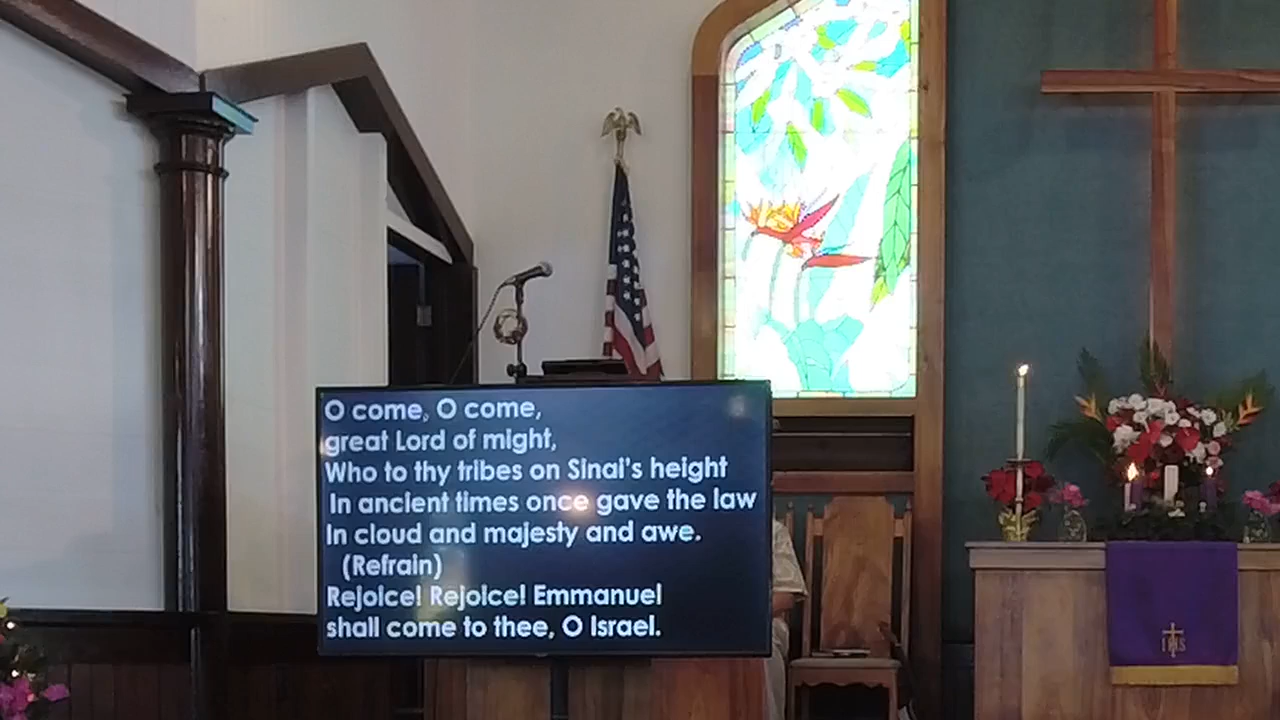 O come, O come,
great Lord of might,
Who to thy tribes on Sinai's height
In ancient times once gave the law
In cloud and majesty and awe.
(Refrain)
Rejoice! Rejoice! Emmanuel
shall come to thee, O Israel.
IHS